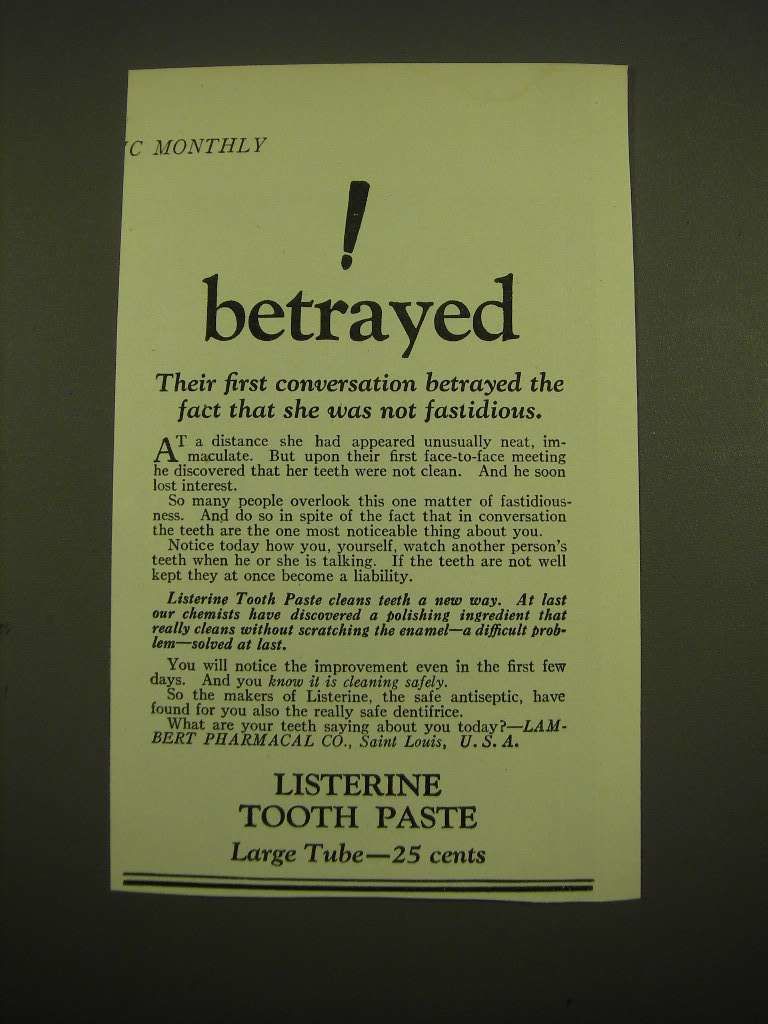 IC MONTHLY
!
betrayed
Their first conversation betrayed the
fact that she was not fastidious.
AT a distance she had appeared unusually neat, im-
maculate. But upon their first face-to-face meeting
he discovered that her teeth were not clean. And he soon
lost interest.
So many people overlook this one matter of fastidious-
ness. And do so in spite of the fact that in conversation
the teeth are the one most noticeable thing about you.
Notice today how you, yourself, watch another person's
teeth when he or she is talking. If the teeth are not well
kept they at once become a liability.
Listerine Tooth Paste cleans teeth a new way. At last
our chemists have discovered a polishing ingredient that
really cleans without scratching the enamel—a difficult prob-
lem—solved at last.
You will notice the improvement even in the first few
days. And you know it is cleaning safely.
So the makers of Listerine, the safe antiseptic, have
found for you also the really safe dentifrice.
What are your teeth saying about you today?—LAM-
BERT PHARMACAL CO., Saint Louis, U. S. A.
LISTERINE
TOOTH PASTE
Large Tube—25 cents